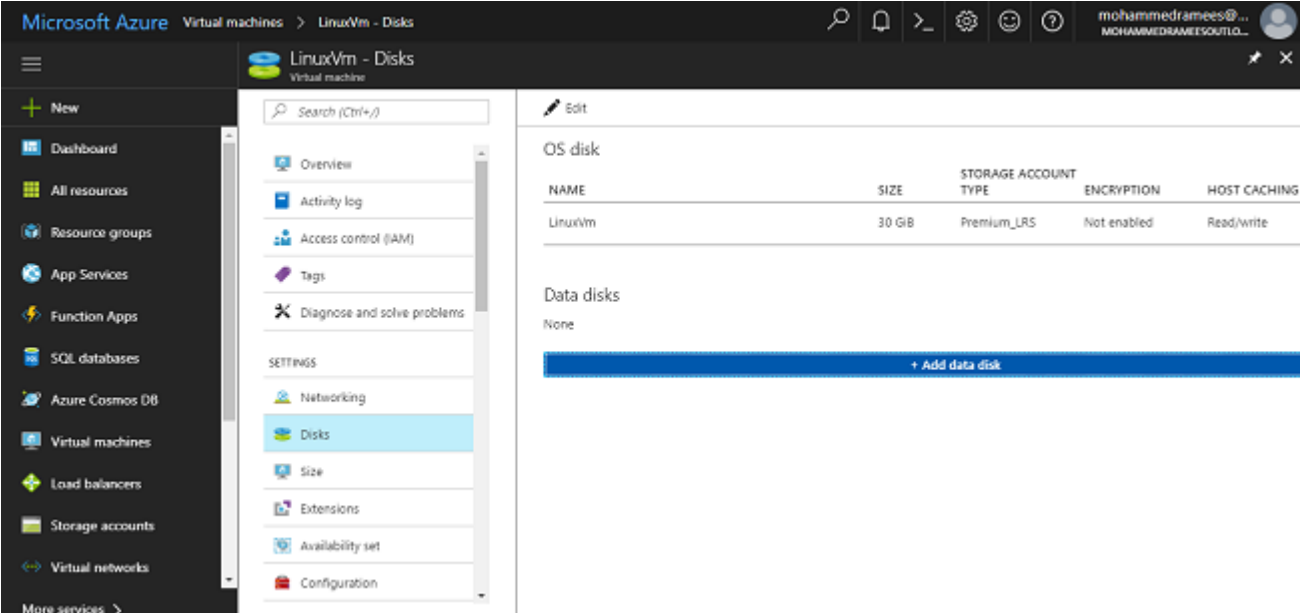 Microsoft Azure Virtual machines > LinuxVm - Disks
mohammedramees@...
MOHAMMEDRAMEESOUTLO...
LinuxVm - Disks
Virtual machine
New
Dashboard
All resources
Resource groups
App Services
Function Apps
SQL databases
Azure Cosmos DB
Virtual machines
Load balancers
Storage accounts
Virtual networks
More services >
Search (Ctrl+/)
Overview
Activity log
Access control (IAM)
Tags
Diagnose and solve problems
SETTINGS
Networking
Disks
Size
Extensions
Availability set
Configuration
Edit
OS disk
NAME SIZE STORAGE ACCOUNT TYPE ENCRYPTION HOST CACHING
LinuxVm 30 GiB Premium_LRS Not enabled Read/write
Data disks
None
+ Add data disk